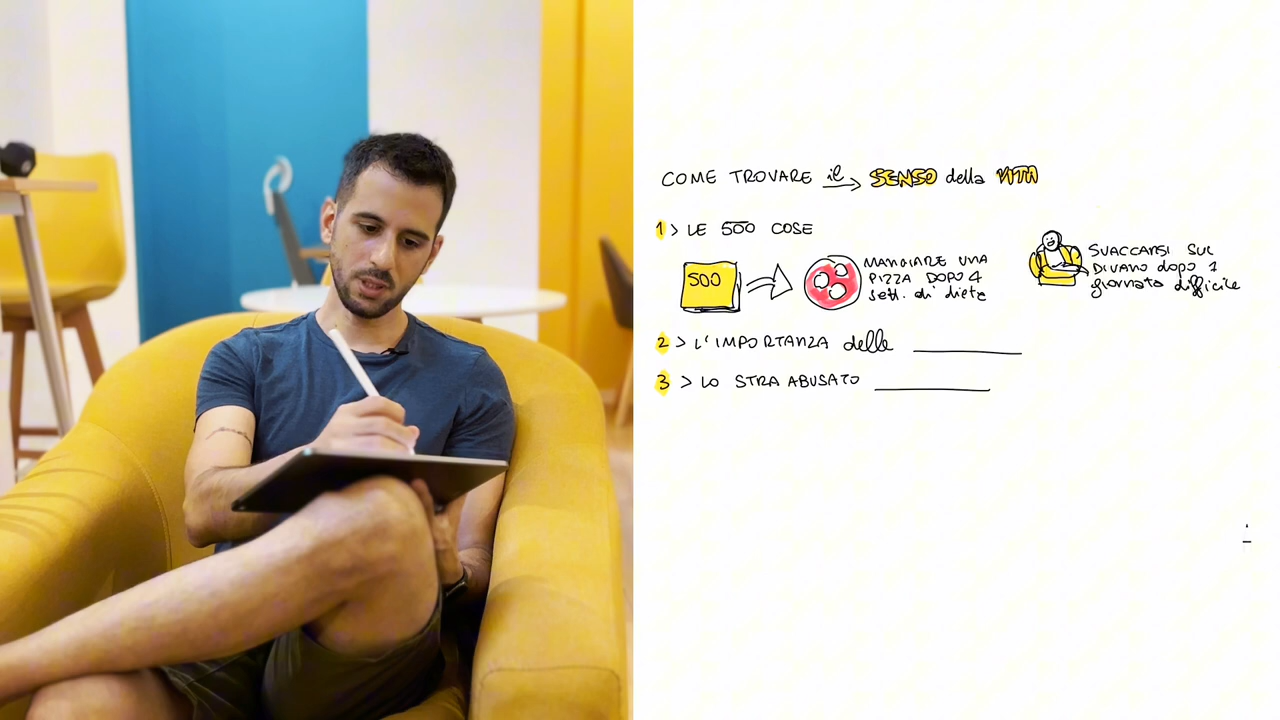 COME TROVARE il SENSO della VITA
1 > LE 500 COSE
500
MANGIARE UNA
PIZZA DOPO 4
sett. di dieta
SVACCARSI SUL
DIVANO dopo 1
giornata difficile
2 > L'IMPORTANZA delle
3 > LO STRA ABUSATO